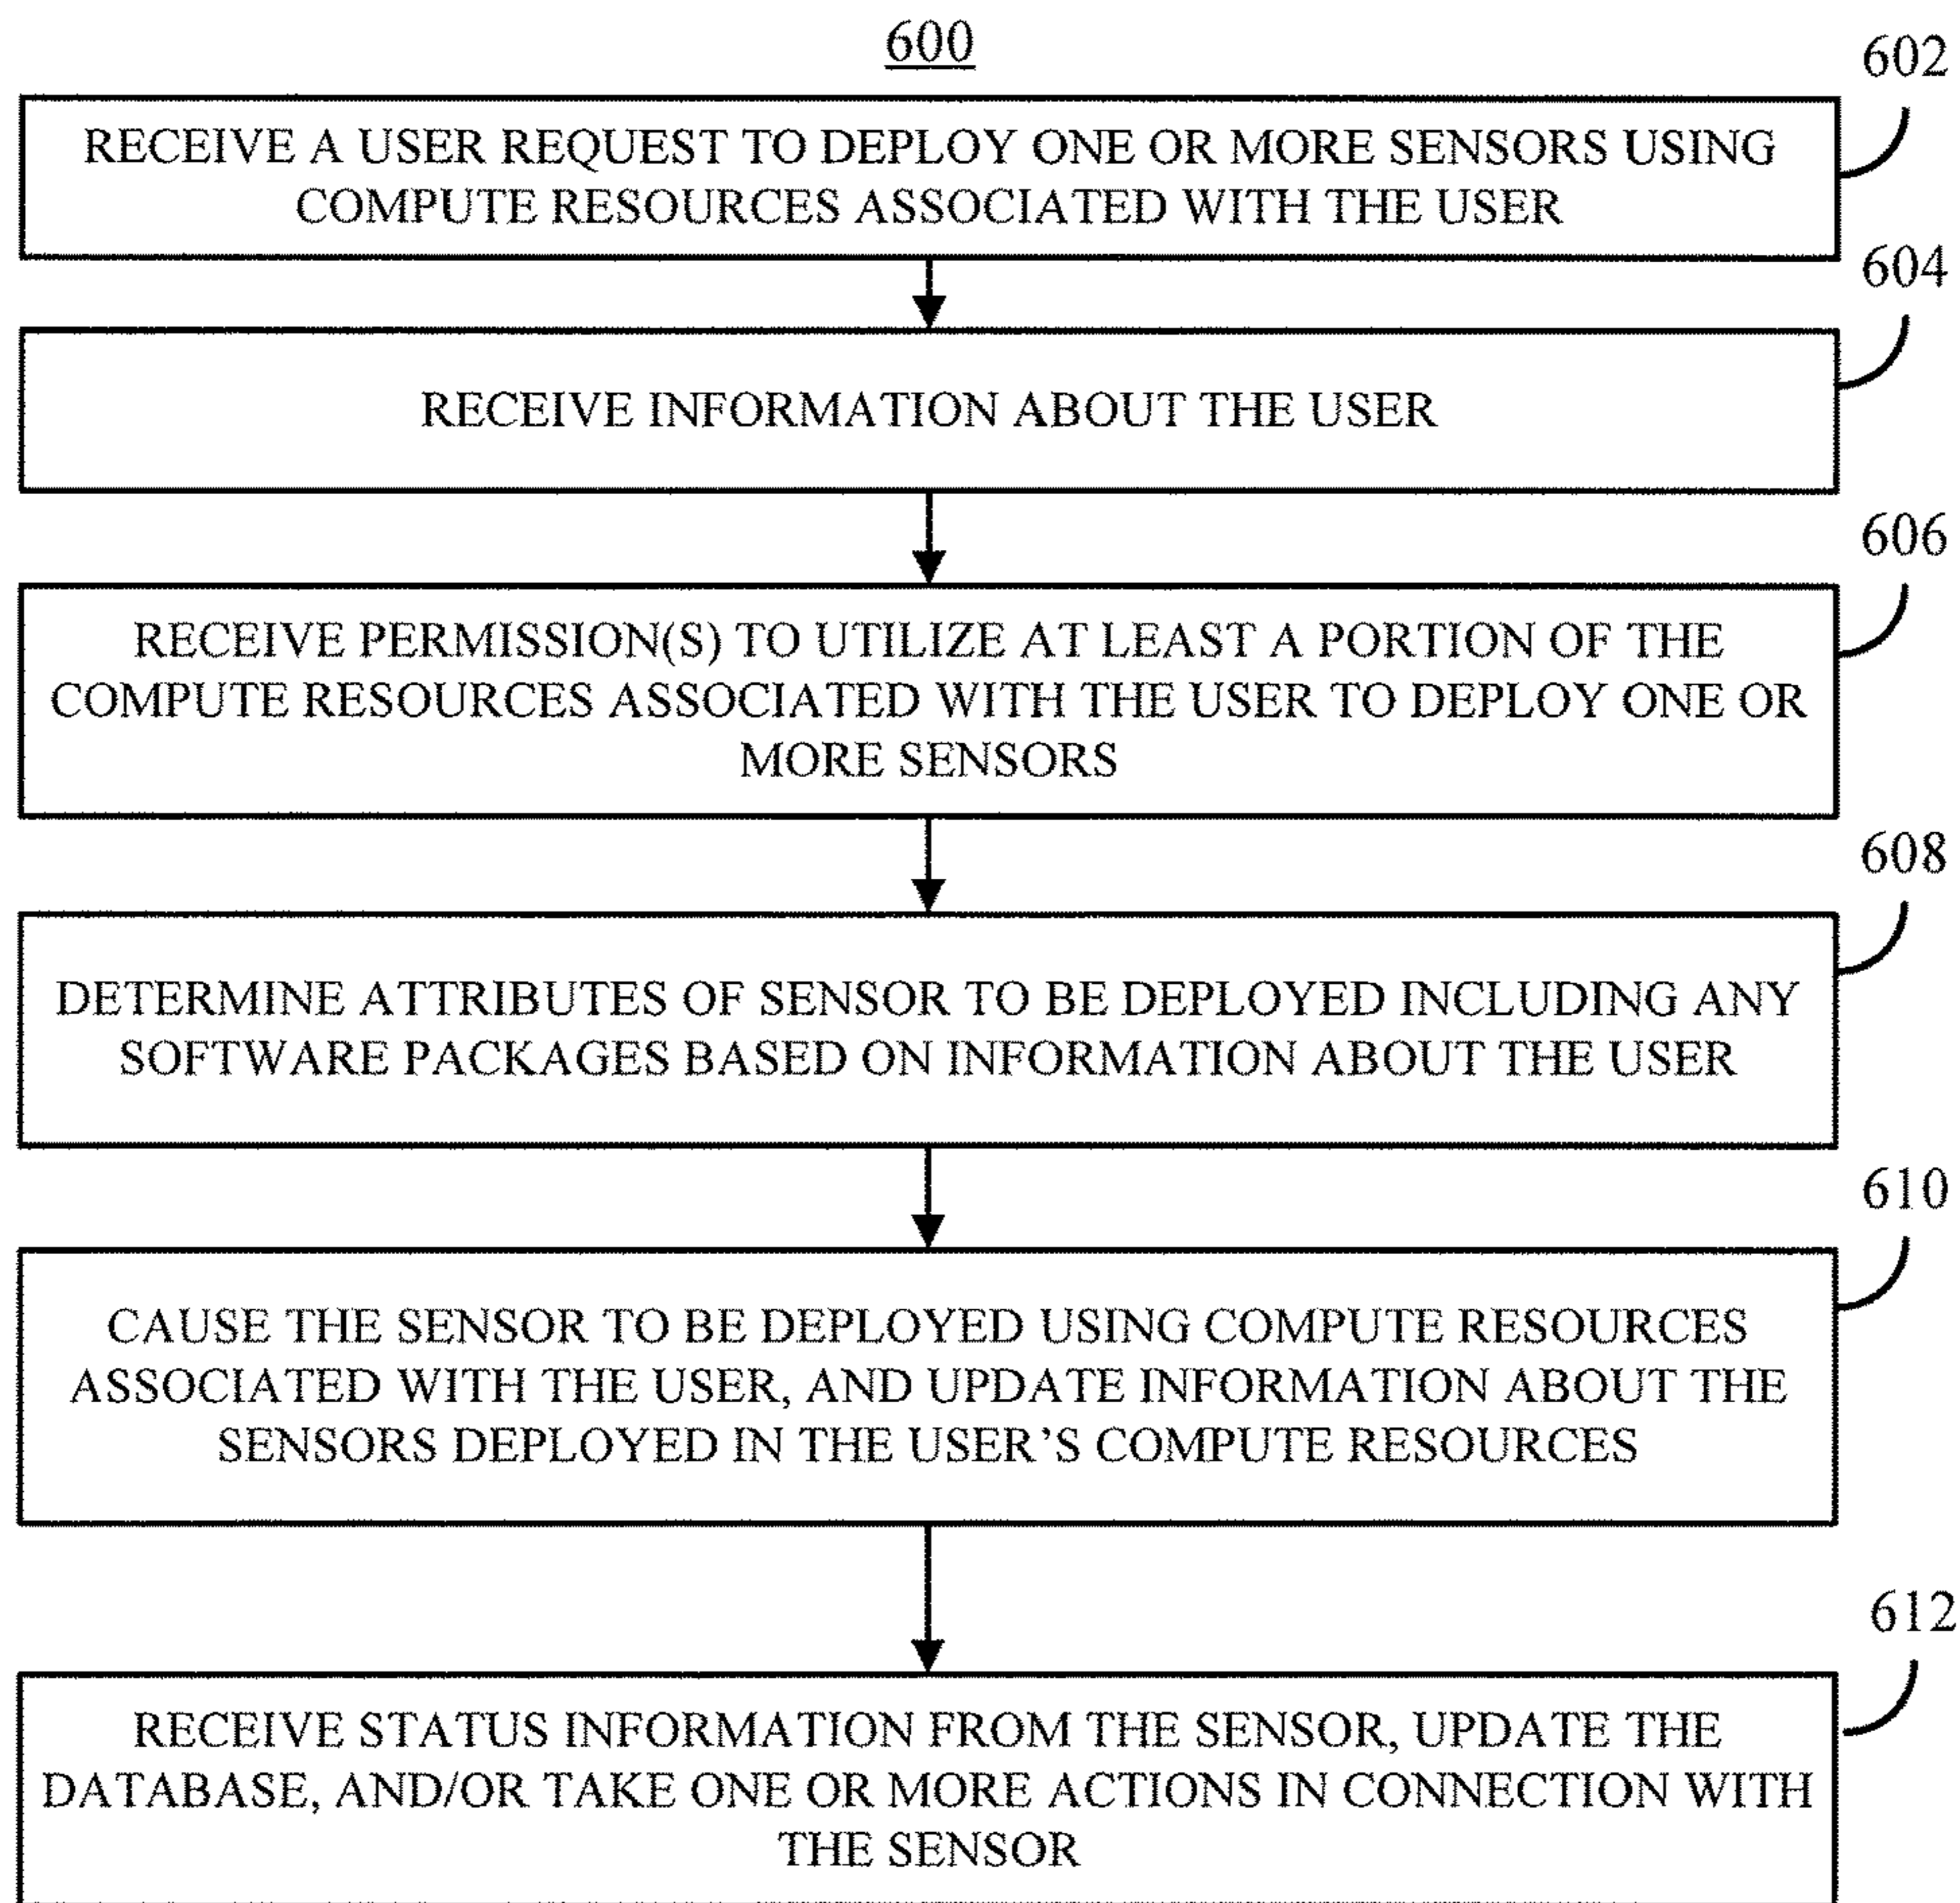 600
602
RECEIVE A USER REQUEST TO DEPLOY ONE OR MORE SENSORS USING
COMPUTE RESOURCES ASSOCIATED WITH THE USER
604
RECEIVE INFORMATION ABOUT THE USER
606
RECEIVE PERMISSION(S) TO UTILIZE AT LEAST A PORTION OF THE
COMPUTE RESOURCES ASSOCIATED WITH THE USER TO DEPLOY ONE OR
MORE SENSORS
608
DETERMINE ATTRIBUTES OF SENSOR TO BE DEPLOYED INCLUDING ANY
SOFTWARE PACKAGES BASED ON INFORMATION ABOUT THE USER
610
CAUSE THE SENSOR TO BE DEPLOYED USING COMPUTE RESOURCES
ASSOCIATED WITH THE USER, AND UPDATE INFORMATION ABOUT THE
SENSORS DEPLOYED IN THE USER’S COMPUTE RESOURCES
612
RECEIVE STATUS INFORMATION FROM THE SENSOR, UPDATE THE
DATABASE, AND/OR TAKE ONE OR MORE ACTIONS IN CONNECTION WITH
THE SENSOR